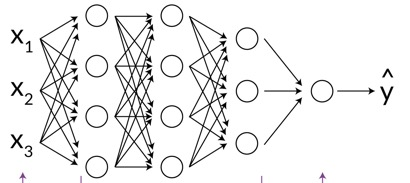 x₁
x₂
x₃
ŷ